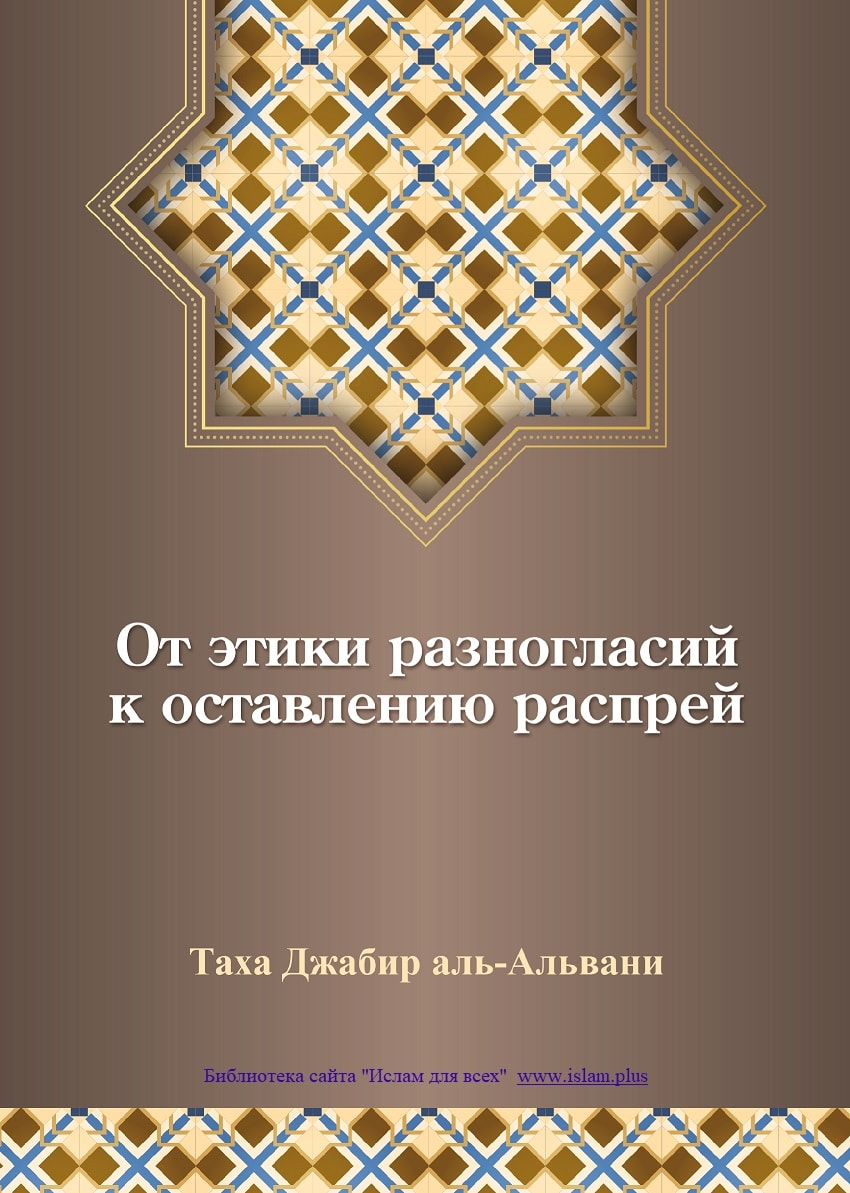 От этики разногласий
к оставлению распрей
Таха Джабир аль-Альвани
Библиотека сайта "Ислам для всех" www.islam.plus